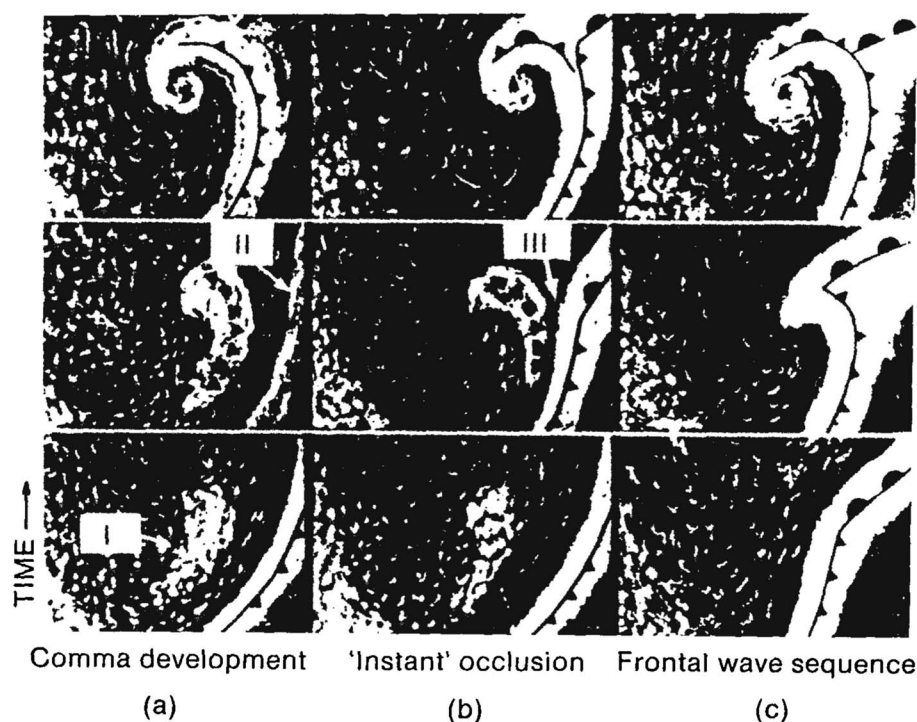 II
III
I
TIME
Comma development
'Instant' occlusion
Frontal wave sequence
(a)
(b)
(c)